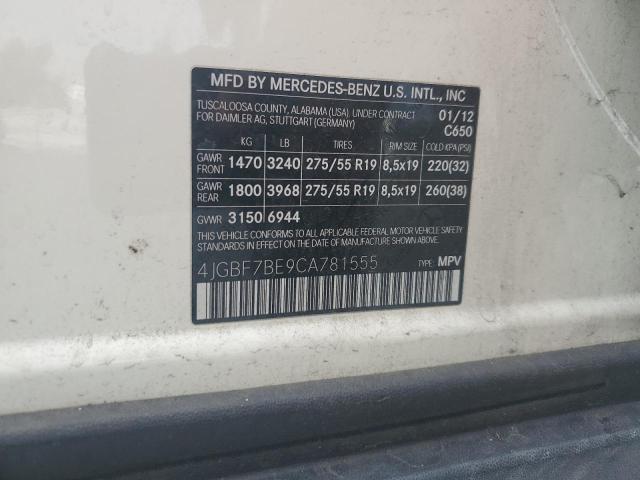 MFD BY MERCEDES-BENZ U.S. INTL., INC
TUSCALOOSA COUNTY, ALABAMA (USA). UNDER CONTRACT 01/12
FOR DAIMLER AG, STUTTGART (GERMANY) C650
KG LB TIRES RIM SIZE COLD KPA (PSI)
GAWR FRONT 1470 3240 275/55 R19 8,5x19 220(32)
GAWR REAR 1800 3968 275/55 R19 8,5x19 260(38)
GVWR 3150 6944
THIS VEHICLE CONFORMS TO ALL APPLICABLE FEDERAL MOTOR VEHICLE SAFETY
STANDARDS IN EFFECT ON THE DATE OF MANUFACTURE SHOWN ABOVE.
4JGBF7BE9CA781555 TYPE: MPV